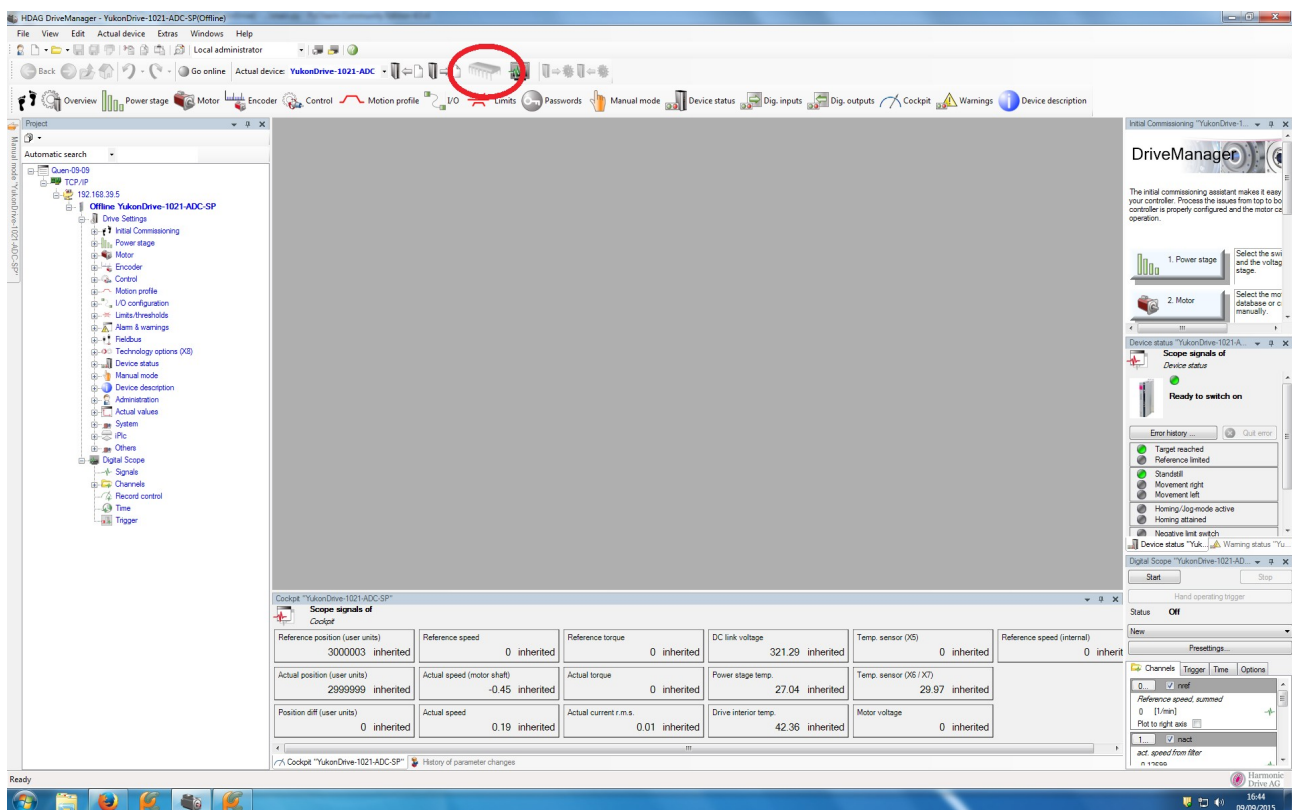 HDAG DriveManager - YukonDrive-1021-ADC-SP(Offline)
File View Edit Actual device Extras Windows Help
Local administrator
Back Go online Actual device: YukonDrive-1021-ADC
Overview Power stage Motor Encoder Control Motion profile I/O Limits Passwords Manual mode Device status Dig. inputs Dig. outputs Cockpit Warnings Device description
Manual mode "YukonDrive-1021-ADC-SP"
Project
Automatic search
Quen-09-09
TCP/IP
192.168.39.5
Offline YukonDrive-1021-ADC-SP
Drive Settings
Initial Commissioning
Power stage
Motor
Encoder
Control
Motion profile
I/O configuration
Limits/thresholds
Alarm & warnings
Fieldbus
Technology options (X8)
Device status
Manual mode
Device description
Administration
Actual values
System
iPlc
Others
Digital Scope
Signals
Channels
Record control
Time
Trigger
Cockpit "YukonDrive-1021-ADC-SP"
Scope signals of
Cockpit
Reference position (user units)
3000003 inherited
Reference speed
0 inherited
Reference torque
0 inherited
DC link voltage
321.29 inherited
Temp. sensor (X5)
0 inherited
Reference speed (internal)
0 inherit
Actual position (user units)
2999999 inherited
Actual speed (motor shaft)
-0.45 inherited
Actual torque
0 inherited
Power stage temp.
27.04 inherited
Temp. sensor (X6 / X7)
29.97 inherited
Position diff (user units)
0 inherited
Actual speed
0.19 inherited
Actual current r.m.s.
0.01 inherited
Drive interior temp.
42.36 inherited
Motor voltage
0 inherited
Cockpit "YukonDrive-1021-ADC-SP" History of parameter changes
Initial Commissioning "YukonDrive-1...
DriveManager
The initial commissioning assistant makes it easy
your controller. Process the issues from top to bo
controller is properly configured and the motor ca
operation.
1. Power stage
Select the swi
and the voltag
stage.
2. Motor
Select the mo
database or c
manually.
Device status "YukonDrive-1021-A...
Scope signals of
Device status
Ready to switch on
Error history ... Quit error
Target reached
Reference limited
Standstill
Movement right
Movement left
Homing/Jog-mode active
Homing attained
Negative limit switch
Device status "Yuk... Warning status "Yu...
Digital Scope "YukonDrive-1021-AD...
Start Stop
Hand operating trigger
Status Off
New
Presettings...
Channels Trigger Time Options
0... nref
Reference speed, summed
0 [1/min]
Plot to right axis
1... nact
act. speed from filter
0.12699
Ready
Harmonic
Drive AG
16:44
09/09/2015